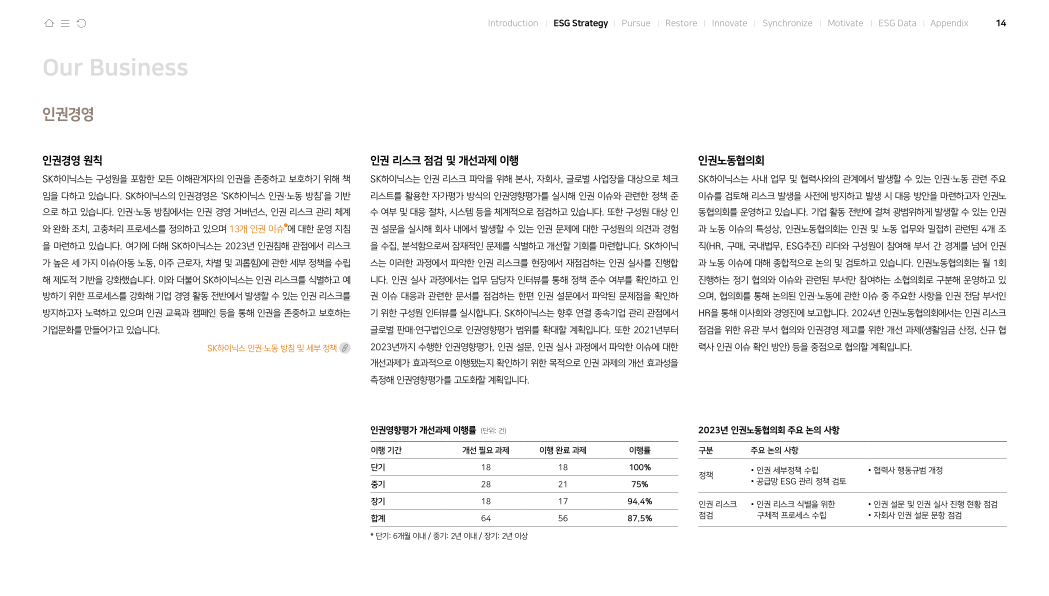 Introduction | ESG Strategy | Pursue | Restore | Innovate | Synchronize | Motivate | ESG Data | Appendix 14
Our Business
인권경영
인권경영 원칙
SK하이닉스는 구성원을 포함한 모든 이해관계자의 인권을 존중하고 보호하기 위해 책
임을 다하고 있습니다. SK하이닉스의 인권경영은 ‘SK하이닉스 인권·노동 방침’을 기반
으로 하고 있습니다. 인권·노동 방침에서는 인권 경영 거버넌스, 인권 리스크 관리 체계
와 완화 조치, 고충처리 프로세스를 정의하고 있으며 13개 인권 이슈에 대한 운영 지침
을 마련하고 있습니다. 여기에 더해 SK하이닉스는 2023년 인권침해 관점에서 리스크
가 높은 세 가지 이슈(아동 노동, 이주 근로자, 차별 및 괴롭힘)에 관한 세부 정책을 수립
해 제도적 기반을 강화했습니다. 이와 더불어 SK하이닉스는 인권 리스크를 식별하고 예
방하기 위한 프로세스를 강화해 기업 경영 활동 전반에서 발생할 수 있는 인권 리스크를
방지하고자 노력하고 있으며 인권 교육과 캠페인 등을 통해 인권을 존중하고 보호하는
기업문화를 만들어가고 있습니다.
SK하이닉스 인권·노동 방침 및 세부 정책
인권 리스크 점검 및 개선과제 이행
SK하이닉스는 인권 리스크 파악을 위해 본사, 자회사, 글로벌 사업장을 대상으로 체크
리스트를 활용한 자가평가 방식의 인권영향평가를 실시해 인권 이슈와 관련한 정책 준
수 여부 및 대응 절차, 시스템 등을 체계적으로 점검하고 있습니다. 또한 구성원 대상 인
권 설문을 실시해 회사 내에서 발생할 수 있는 인권 문제에 대한 구성원의 의견과 경험
을 수집, 분석함으로써 잠재적인 문제를 식별하고 개선할 기회를 마련합니다. SK하이닉
스는 이러한 과정에서 파악한 인권 리스크를 현장에서 재점검하는 인권 실사를 진행합
니다. 인권 실사 과정에서는 업무 담당자 인터뷰를 통해 정책 준수 여부를 확인하고 인
권 이슈 대응과 관련한 문서를 점검하는 한편 인권 설문에서 파악된 문제점을 확인하
기 위한 구성원 인터뷰를 실시합니다. SK하이닉스는 향후 연결 종속기업 관리 관점에서
글로벌 판매·연구법인으로 인권영향평가 범위를 확대할 계획입니다. 또한 2021년부터
2023년까지 수행한 인권영향평가, 인권 설문, 인권 실사 과정에서 파악한 이슈에 대한
개선과제가 효과적으로 이행됐는지 확인하기 위한 목적으로 인권 과제의 개선 효과성을
측정해 인권영향평가를 고도화할 계획입니다.
인권영향평가 개선과제 이행률 (단위: 건)
이행 기간 개선 필요 과제 이행 완료 과제 이행률
단기 18 18 100%
중기 28 21 75%
장기 18 17 94.4%
합계 64 56 87.5%
* 단기: 6개월 이내 / 중기: 2년 이내 / 장기: 2년 이상
인권노동협의회
SK하이닉스는 사내 업무 및 협력사와의 관계에서 발생할 수 있는 인권·노동 관련 주요
이슈를 검토해 리스크 발생을 사전에 방지하고 발생 시 대응 방안을 마련하고자 인권노
동협의회를 운영하고 있습니다. 기업 활동 전반에 걸쳐 광범위하게 발생할 수 있는 인권
과 노동 이슈의 특성상, 인권노동협의회는 인권 및 노동 업무와 밀접히 관련된 4개 조
직(HR, 구매, 국내법무, ESG추진) 리더와 구성원이 참여해 부서 간 경계를 넘어 인권
과 노동 이슈에 대해 종합적으로 논의 및 검토하고 있습니다. 인권노동협의회는 월 1회
진행하는 정기 협의와 이슈와 관련된 부서만 참여하는 소협의회로 구분해 운영하고 있
으며, 협의회를 통해 논의된 인권·노동에 관한 이슈 중 주요한 사항을 인권 전담 부서인
HR을 통해 이사회와 경영진에 보고합니다. 2024년 인권노동협의회에서는 인권 리스크
점검을 위한 유관 부서 협의와 인권경영 제고를 위한 개선 과제(생활임금 산정, 신규 협
력사 인권 이슈 확인 방안) 등을 중점으로 협의할 계획입니다.
2023년 인권노동협의회 주요 논의 사항
구분 주요 논의 사항
정책
• 인권 세부정책 수립 • 협력사 행동규범 개정
• 공급망 ESG 관리 정책 검토
인권 리스크 • 인권 리스크 식별을 위한 • 인권 설문 및 인권 실사 진행 현황 점검
점검 구체적 프로세스 수립 • 자회사 인권 설문 문항 점검